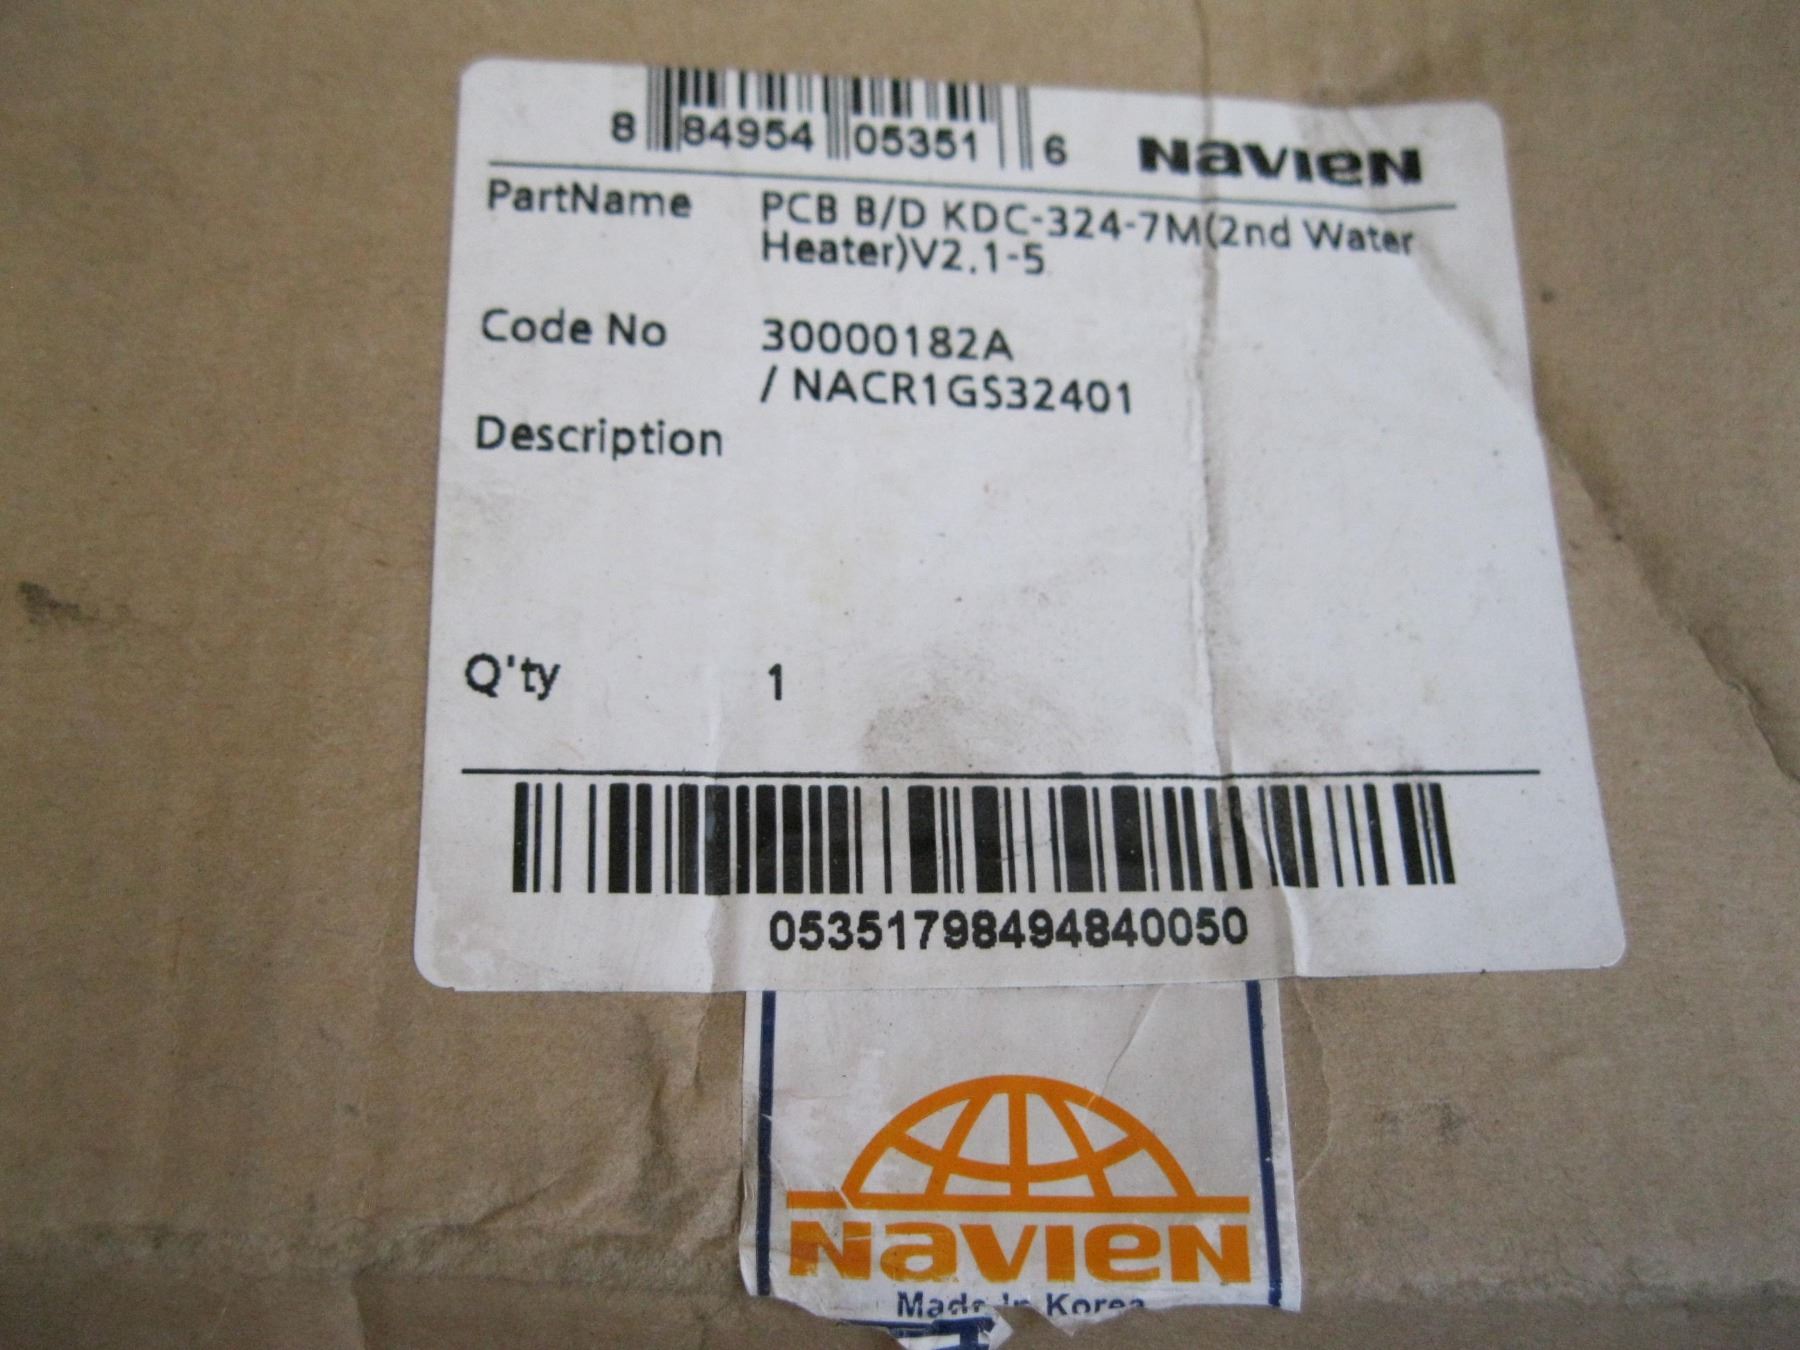 8 84954 05351 6 NAVIEN
PartName PCB B/D KDC-324-7M(2nd Water
Heater)V2.1-5
Code No 30000182A
/ NACR1GS32401
Description
Q'ty 1
05351798494840050
NAVIEN
Made In Korea